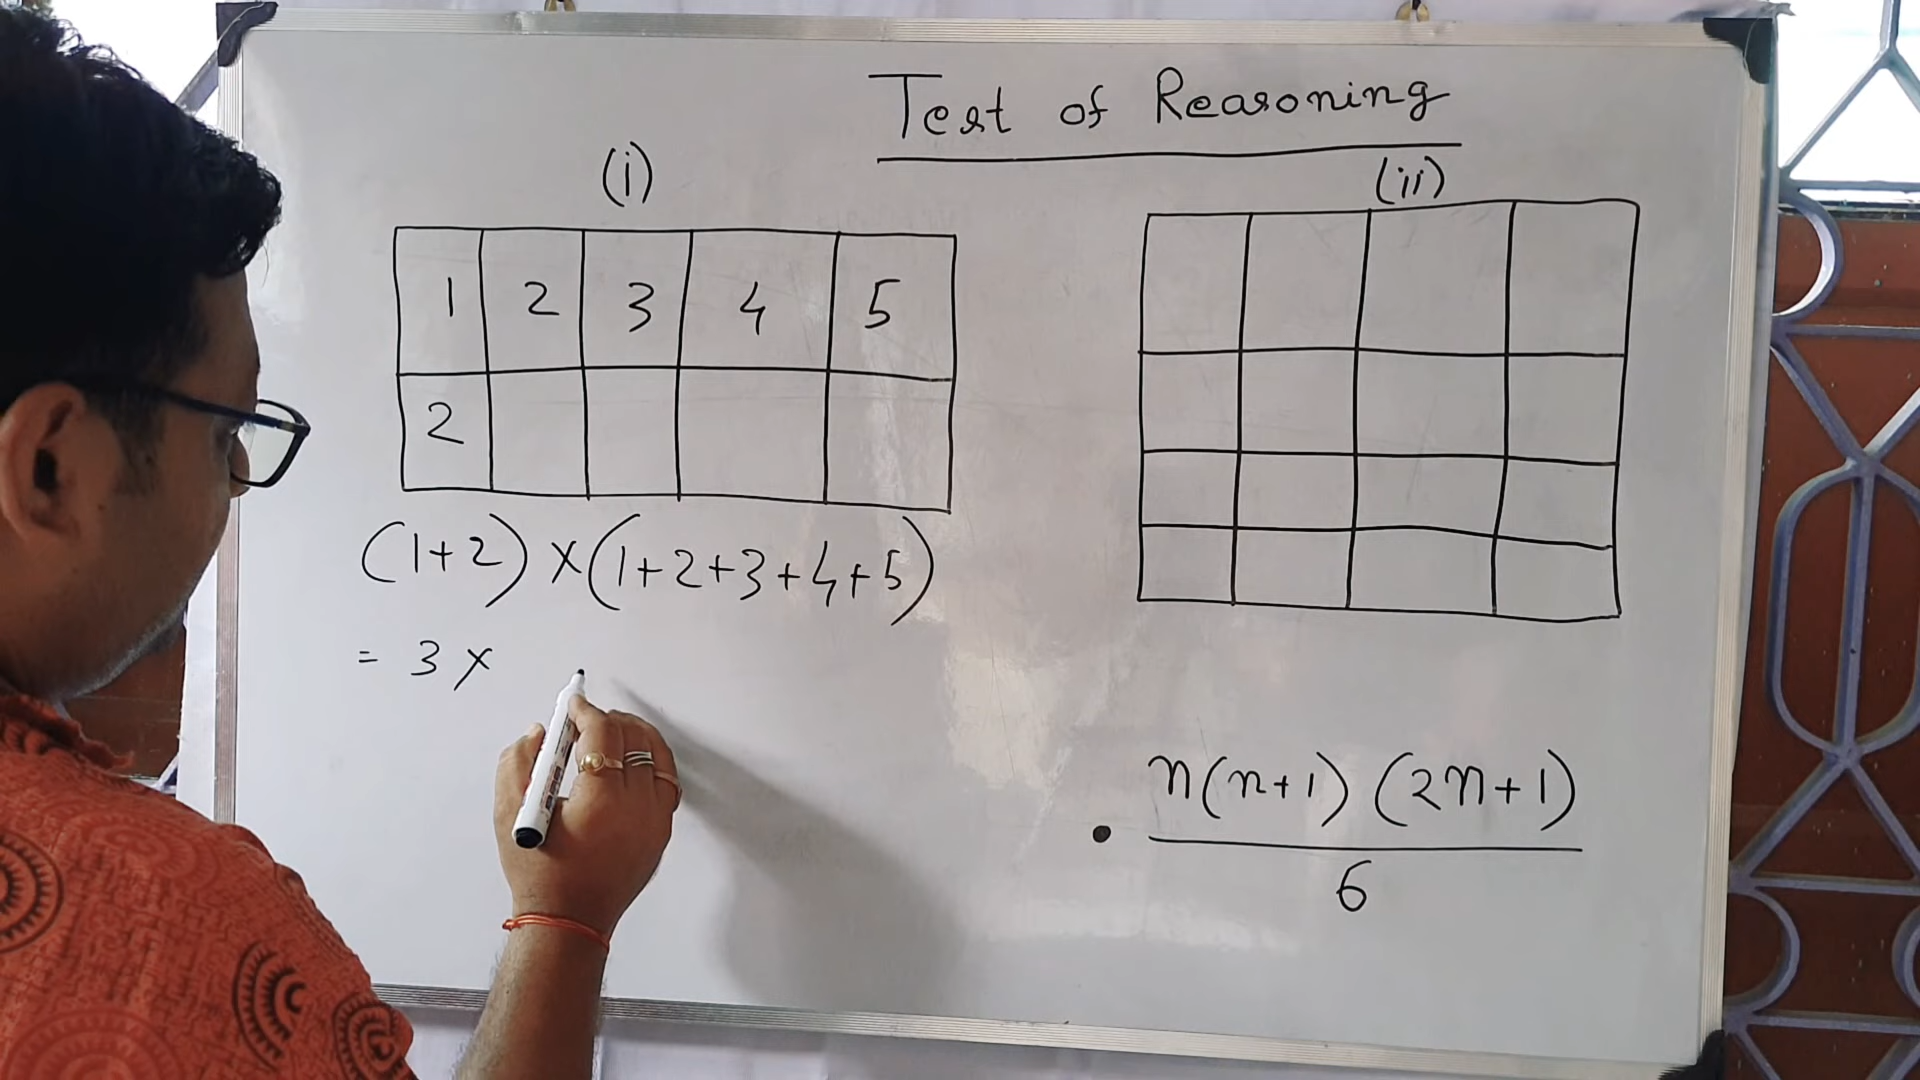 Test of Reasoning
(i)
(ii)
1 2 3 4 5
2
(1+2) x (1+2+3+4+5)
= 3 x
• n(n+1) (2n+1)
6